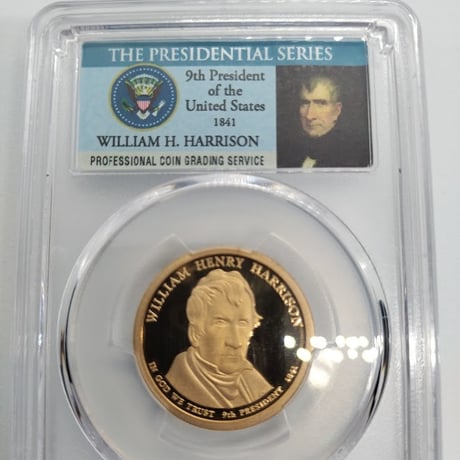 THE PRESIDENTIAL SERIES
9th President
of the
United States
1841
WILLIAM H. HARRISON
PROFESSIONAL COIN GRADING SERVICE
WILLIAM HENRY HARRISON
IN GOD WE TRUST 9th PRESIDENT 1841